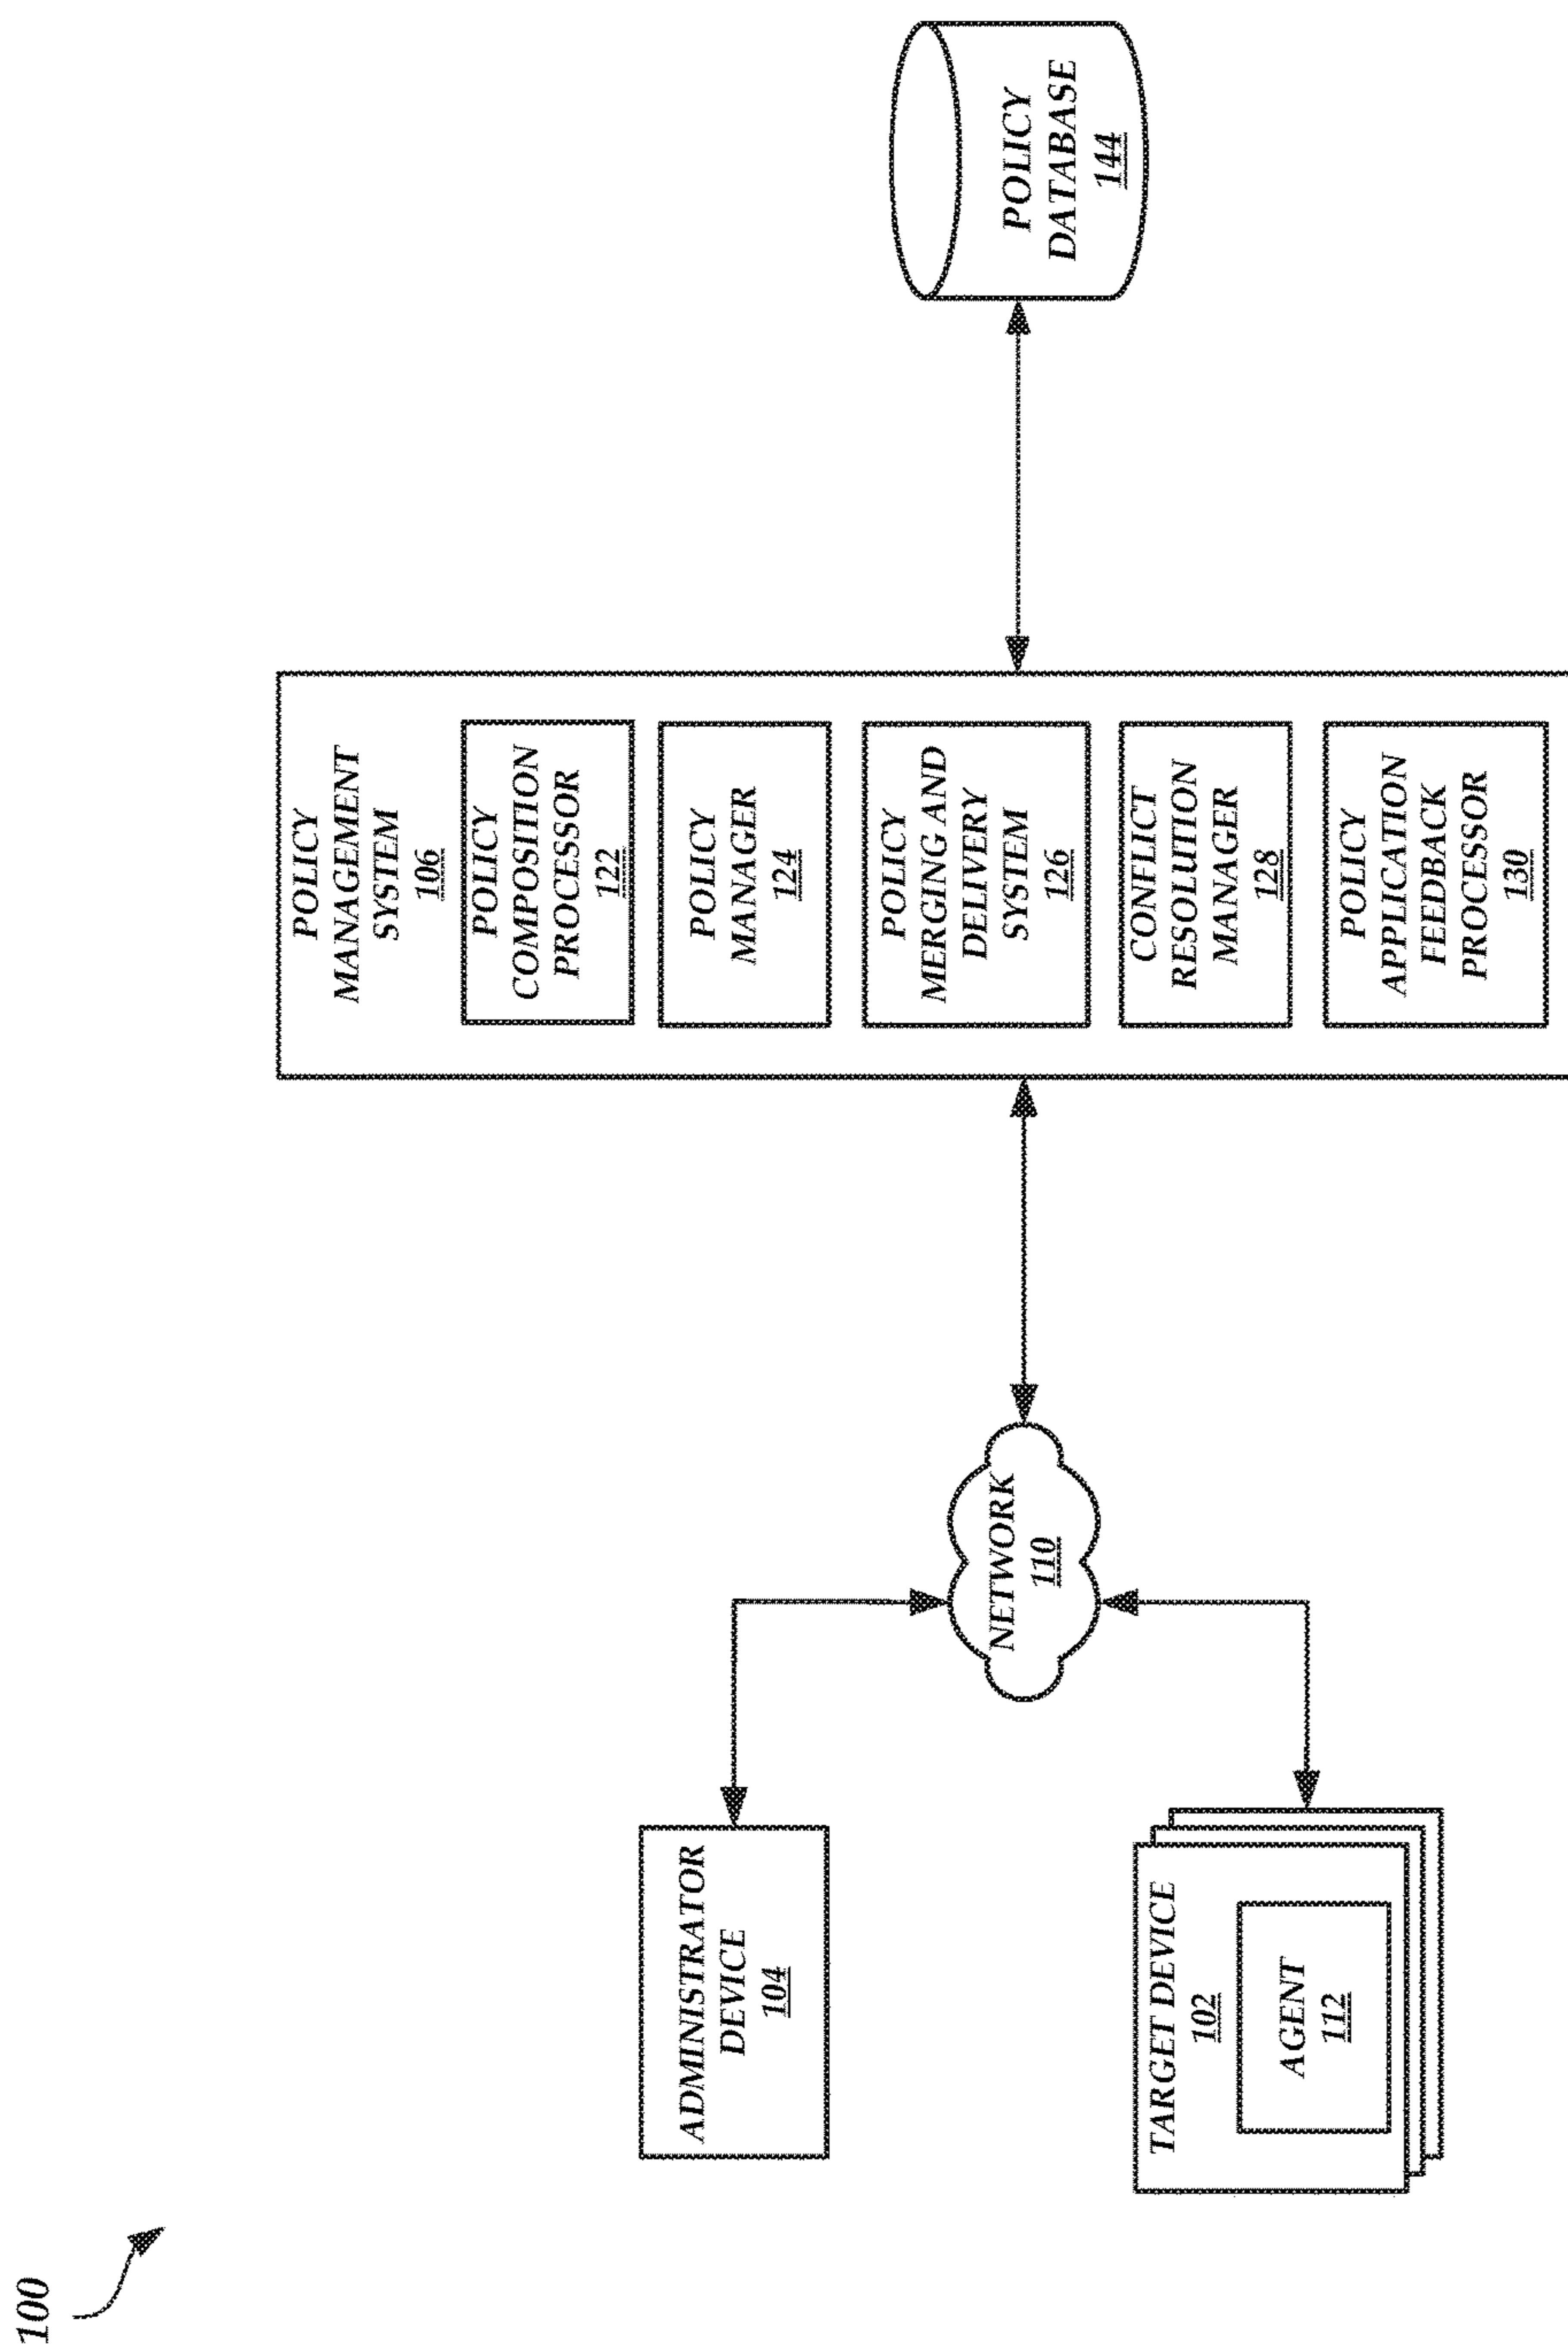 100
ADMINISTRATOR
DEVICE
104
TARGET DEVICE
102
AGENT
112
NETWORK
110
POLICY
MANAGEMENT
SYSTEM
106
POLICY
COMPOSITION
PROCESSOR
122
POLICY
MANAGER
124
POLICY
MERGING AND
DELIVERY
SYSTEM
126
CONFLICT
RESOLUTION
MANAGER
128
POLICY
APPLICATION
FEEDBACK
PROCESSOR
130
POLICY
DATABASE
144